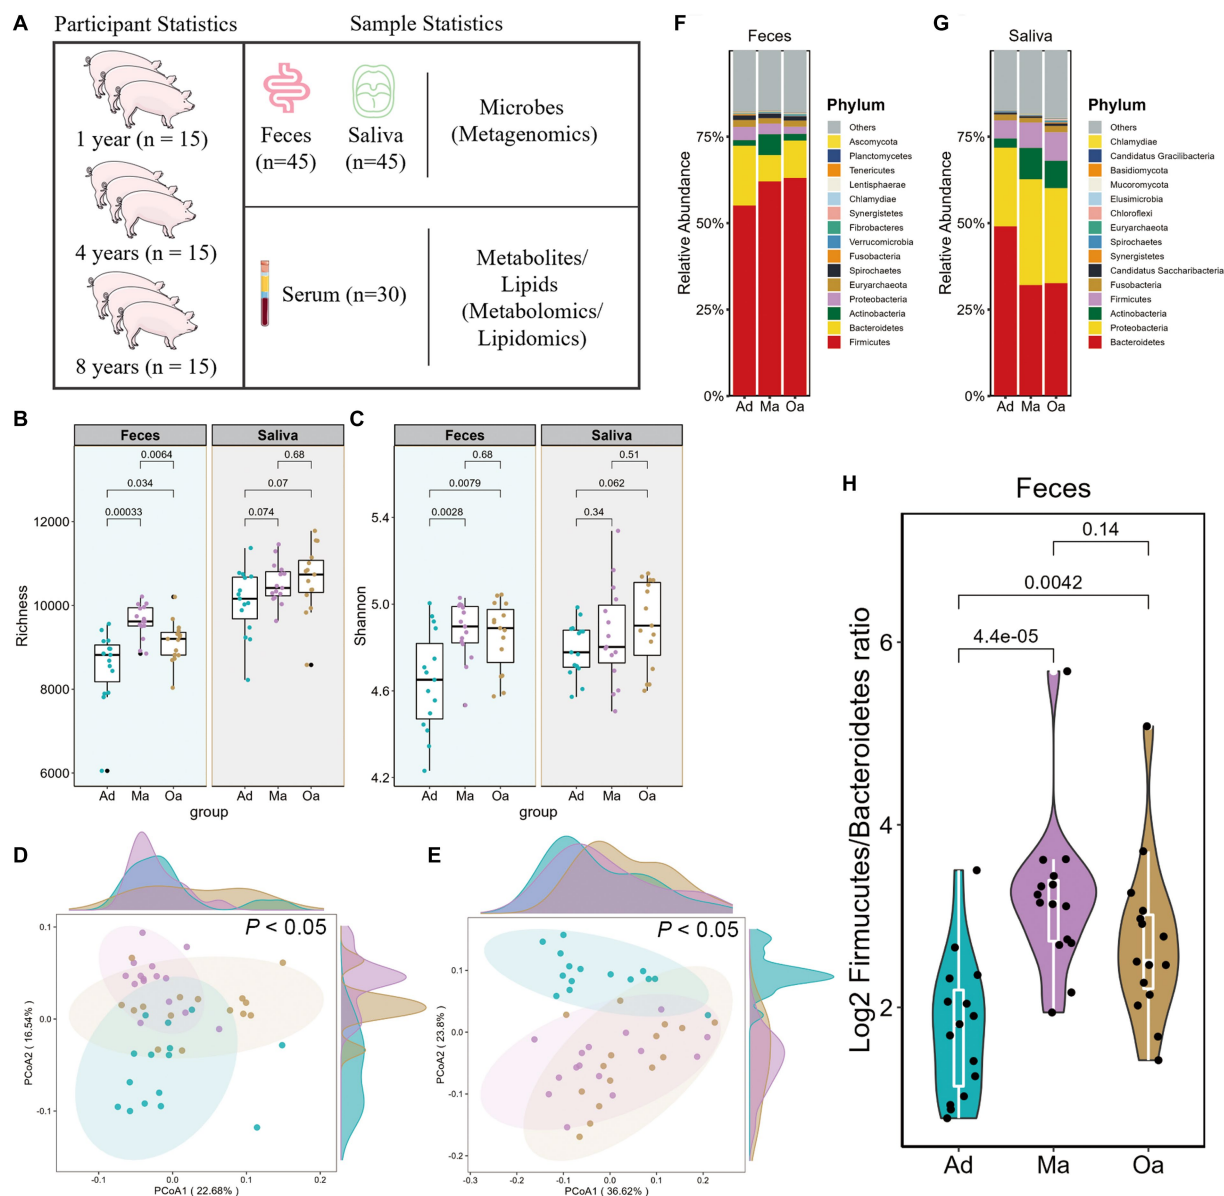 A
Participant Statistics
Sample Statistics
1 year (n = 15)
4 years (n = 15)
8 years (n = 15)
Feces
(n=45)
Saliva
(n=45)
Microbes
(Metagenomics)
Serum (n=30)
Metabolites/
Lipids
(Metabolomics/
Lipidomics)
F
Feces
Relative Abundance
75%
50%
25%
0%
Ad Ma Oa
Phylum
Others
Ascomycota
Planctomycetes
Tenericutes
Lentisphaerae
Chlamydiae
Synergistetes
Fibrobacteres
Verrucomicrobia
Fusobacteria
Spirochaetes
Euryarchaeota
Proteobacteria
Actinobacteria
Bacteroidetes
Firmicutes
G
Saliva
Relative Abundance
75%
50%
25%
0%
Ad Ma Oa
Phylum
Others
Chlamydiae
Candidatus Gracilibacteria
Basidiomycota
Mucoromycota
Elusimicrobia
Chloroflexi
Euryarchaeota
Spirochaetes
Synergistetes
Candidatus Saccharibacteria
Fusobacteria
Firmicutes
Actinobacteria
Proteobacteria
Bacteroidetes
B
Feces
Saliva
Richness
12000
10000
8000
6000
0.0064
0.034
0.00033
0.68
0.07
0.074
Ad Ma Oa
Ad Ma Oa
group
C
Feces
Saliva
Shannon
5.4
5.0
4.6
4.2
0.68
0.0079
0.0028
0.51
0.062
0.34
Ad Ma Oa
Ad Ma Oa
group
D
P < 0.05
PCoA2 ( 16.54%)
0.1
0.0
-0.1
-0.1 0.0 0.1 0.2
PCoA1 ( 22.68% )
E
P < 0.05
PCoA2 ( 23.8%)
0.1
0.0
-0.1
-0.2
-0.3 -0.2 -0.1 0.0 0.1 0.2 0.3
PCoA1 ( 36.62%)
H
Feces
Log2 Firmucutes/Bacteroidetes ratio
6
4
2
0.14
0.0042
4.4e-05
Ad Ma Oa